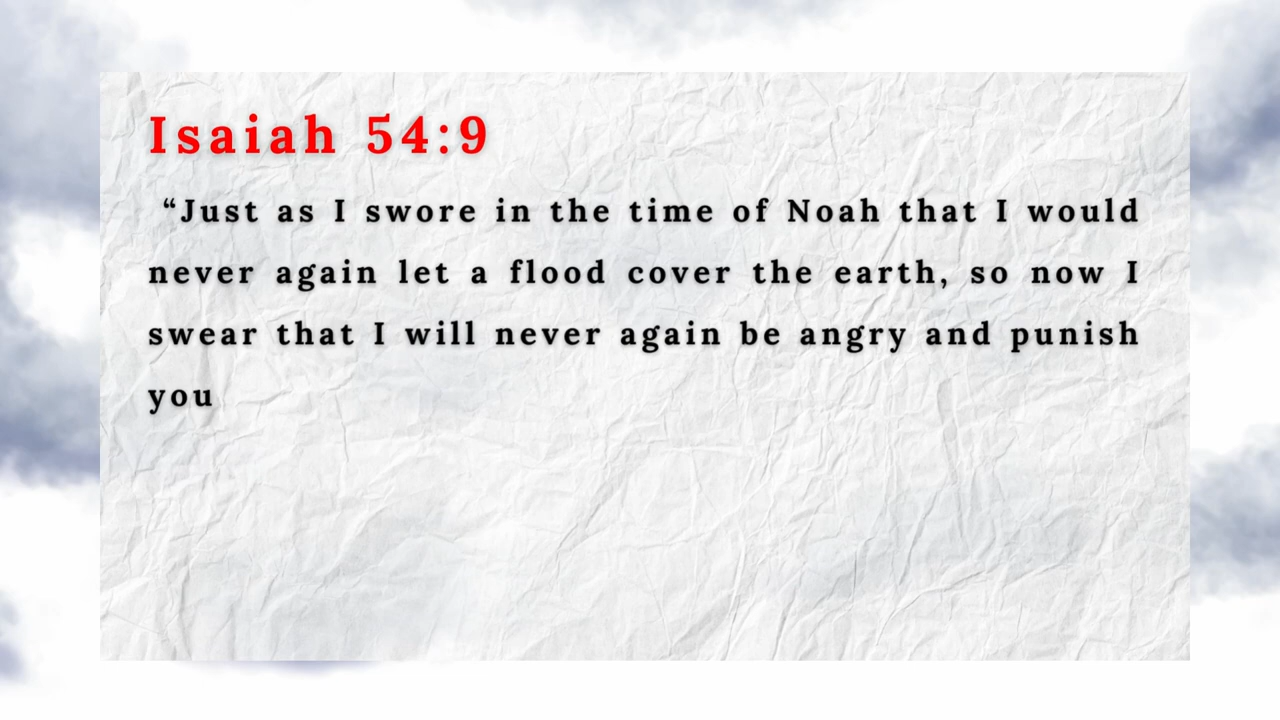 Isaiah 54:9
“Just as I swore in the time of Noah that I would
never again let a flood cover the earth, so now I
swear that I will never again be angry and punish
you